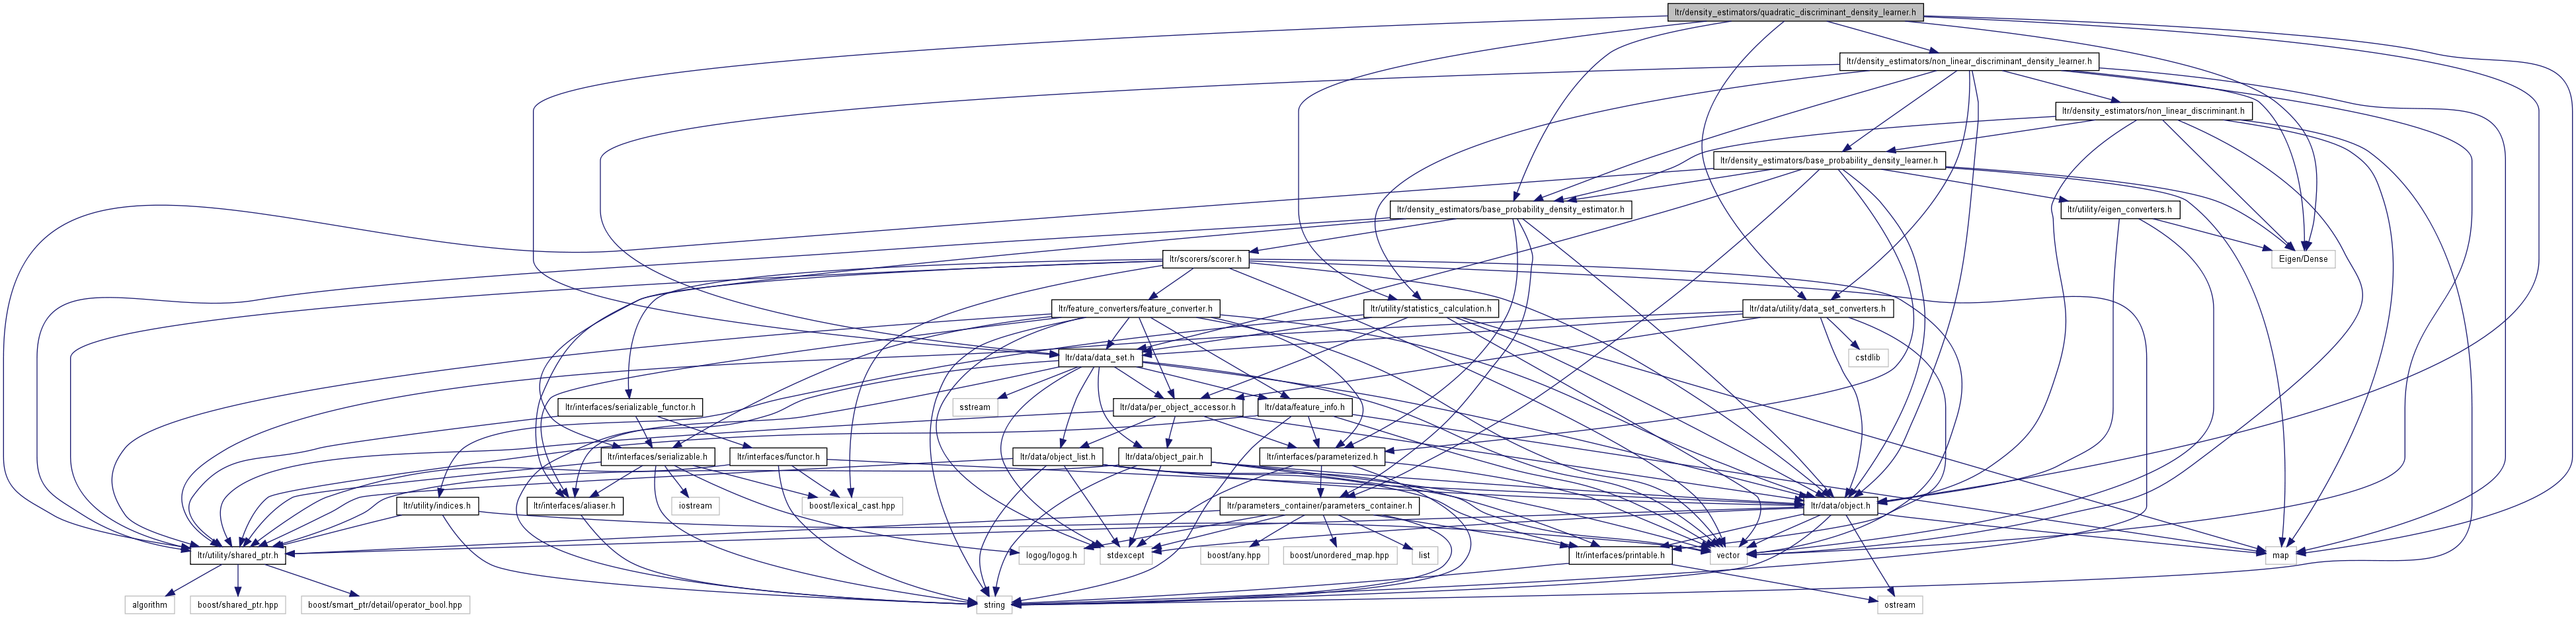 ltr/density_estimators/quadratic_discriminant_density_learner.h
ltr/density_estimators/non_linear_discriminant_density_learner.h
ltr/density_estimators/non_linear_discriminant.h
ltr/density_estimators/base_probability_density_learner.h
ltr/density_estimators/base_probability_density_estimator.h
ltr/utility/eigen_converters.h
ltr/scorers/scorer.h
Eigen/Dense
ltr/feature_converters/feature_converter.h
ltr/utility/statistics_calculation.h
ltr/data/utility/data_set_converters.h
ltr/data/data_set.h
cstdlib
ltr/interfaces/serializable_functor.h
sstream
ltr/data/per_object_accessor.h
ltr/data/feature_info.h
ltr/interfaces/serializable.h
ltr/interfaces/functor.h
ltr/data/object_list.h
ltr/data/object_pair.h
ltr/interfaces/parameterized.h
ltr/utility/indices.h
ltr/interfaces/aliaser.h
iostream
boost/lexical_cast.hpp
ltr/parameters_container/parameters_container.h
ltr/data/object.h
ltr/utility/shared_ptr.h
logog/logog.h
stdexcept
boost/any.hpp
boost/unordered_map.hpp
list
ltr/interfaces/printable.h
vector
map
algorithm
boost/shared_ptr.hpp
boost/smart_ptr/detail/operator_bool.hpp
string
ostream